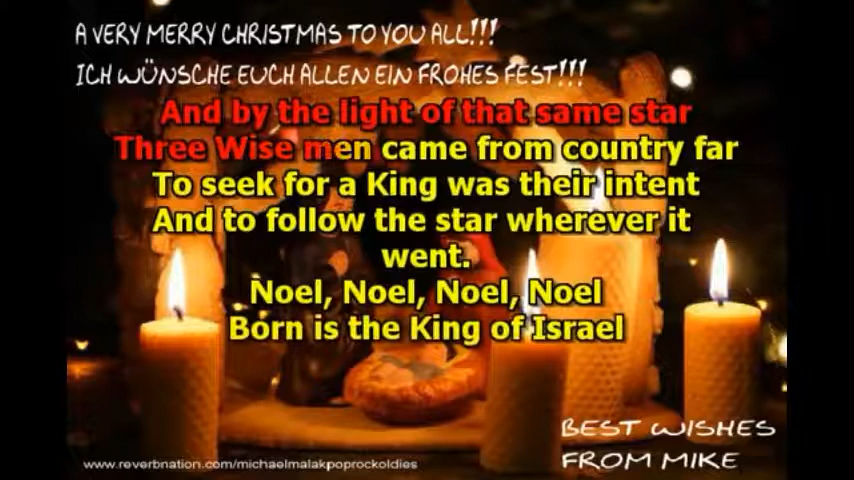 A VERY MERRY CHRISTMAS TO YOU ALL!!!
ICH WÜNSCHE EUCH ALLEN EIN FROHES FEST!!!
And by the light of that same star
Three Wise men came from country far
To seek for a King was their intent
And to follow the star wherever it
went.
Noel, Noel, Noel, Noel
Born is the King of Israel
BEST WISHES
FROM MIKE
www.reverbnation.com/michaelmalakpoprockoldies